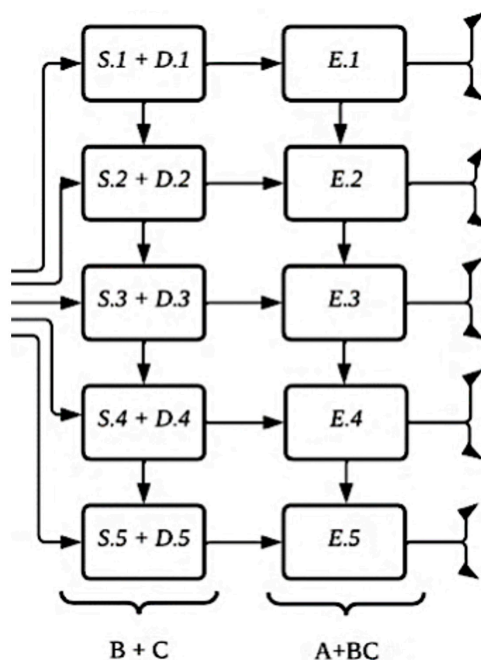 S.1 + D.1
E.1
S.2 + D.2
E.2
S.3 + D.3
E.3
S.4 + D.4
E.4
S.5 + D.5
E.5
B + C
A+BC